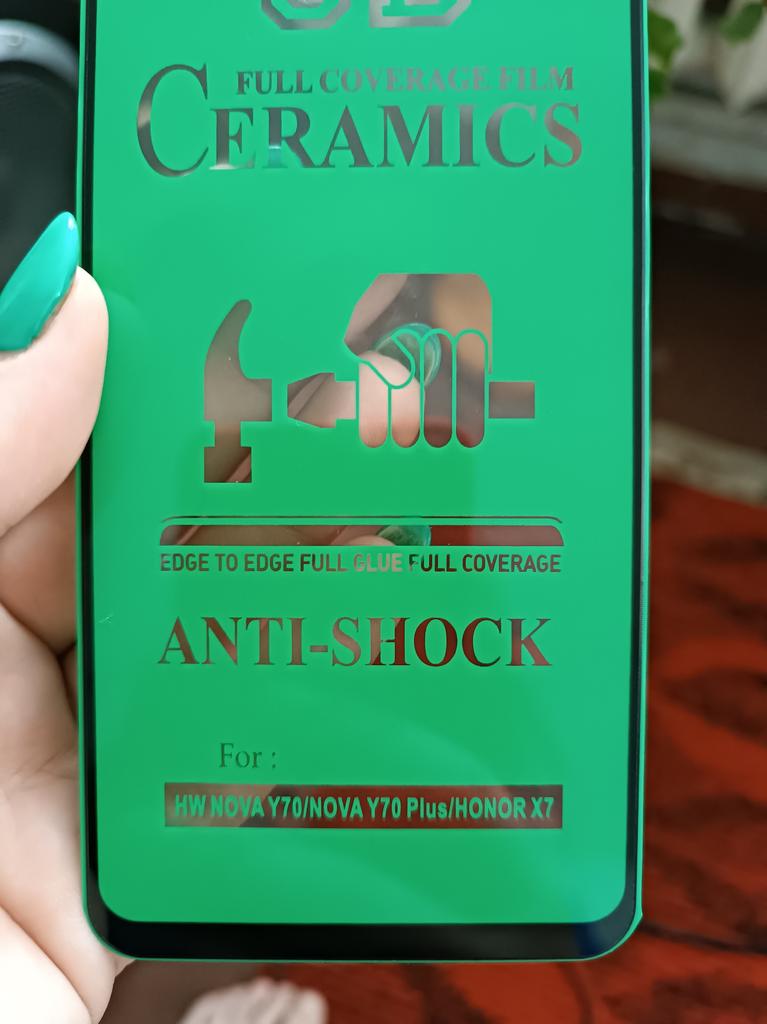 FULL COVERAGE FILM
CERAMICS
EDGE TO EDGE FULL GLUE FULL COVERAGE
ANTI-SHOCK
For :
HW NOVA Y70/NOVA Y70 Plus/HONOR X7